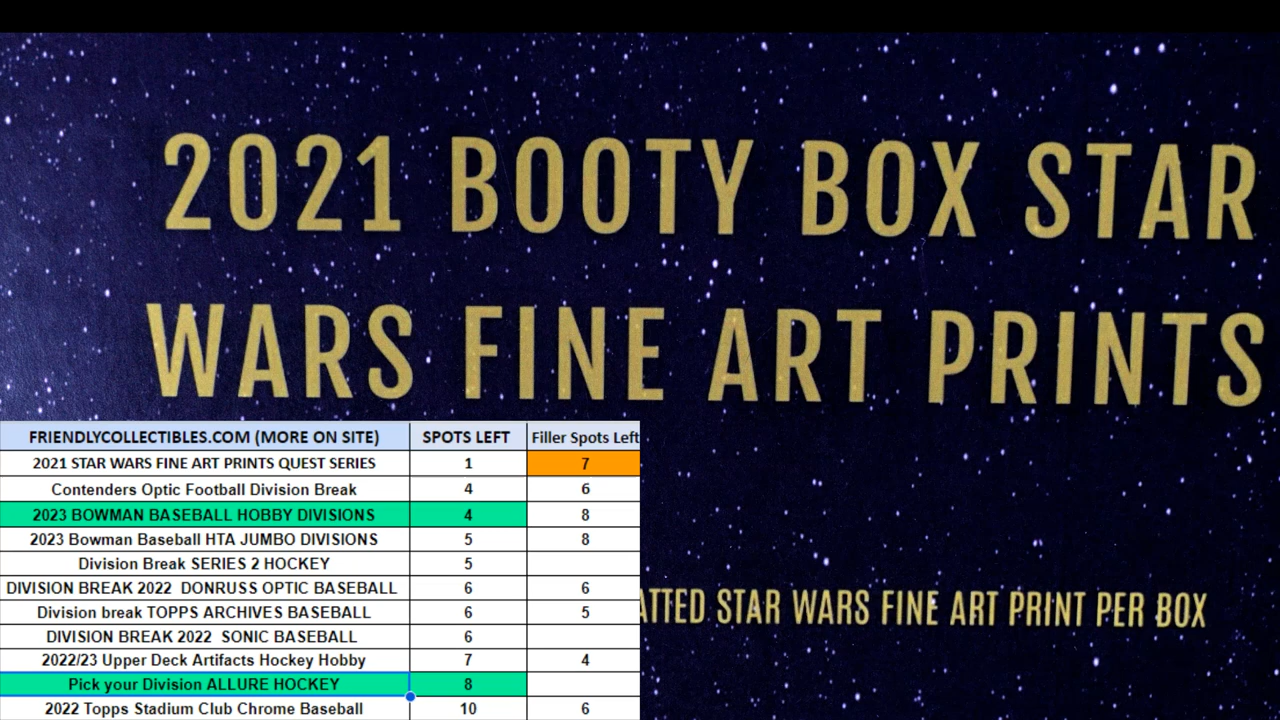 2021 BOOTY BOX STAR
WARS FINE ART PRINTS
ATTED STAR WARS FINE ART PRINT PER BOX
FRIENDLYCOLLECTIBLES.COM (MORE ON SITE) SPOTS LEFT Filler Spots Left
2021 STAR WARS FINE ART PRINTS QUEST SERIES 1 7
Contenders Optic Football Division Break 4 6
2023 BOWMAN BASEBALL HOBBY DIVISIONS 4 8
2023 Bowman Baseball HTA JUMBO DIVISIONS 5 8
Division Break SERIES 2 HOCKEY 5
DIVISION BREAK 2022 DONRUSS OPTIC BASEBALL 6 6
Division break TOPPS ARCHIVES BASEBALL 6 5
DIVISION BREAK 2022 SONIC BASEBALL 6
2022/23 Upper Deck Artifacts Hockey Hobby 7 4
Pick your Division ALLURE HOCKEY 8
2022 Topps Stadium Club Chrome Baseball 10 6